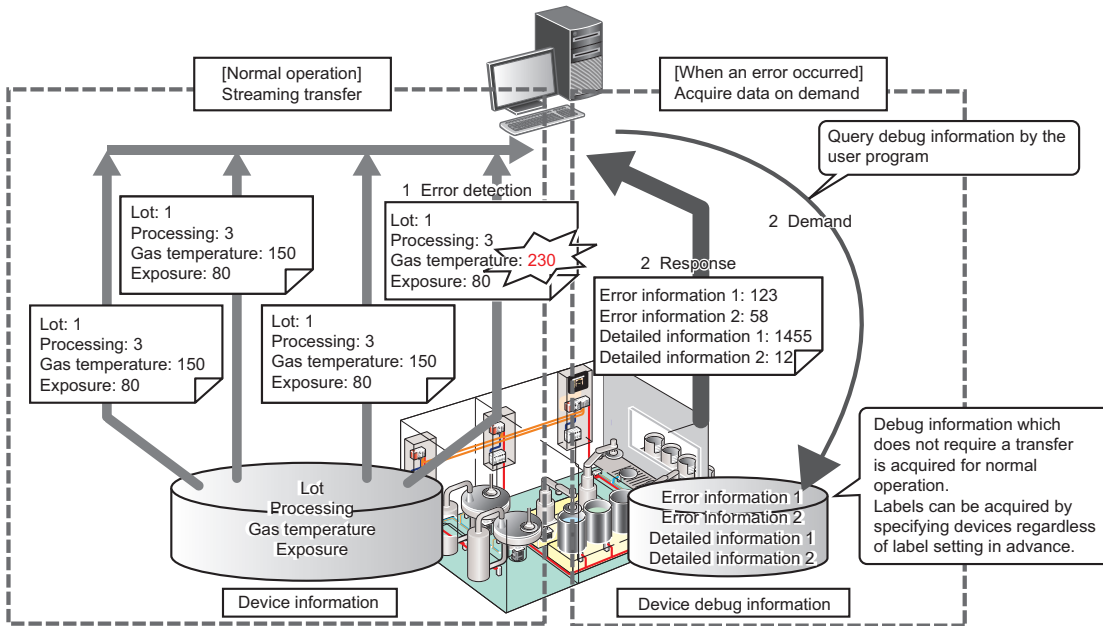 [Normal operation]
Streaming transfer
[When an error occurred]
Acquire data on demand
Query debug information by the
user program
1 Error detection
Lot: 1
Processing: 3
Gas temperature: 150
Exposure: 80
Lot: 1
Processing: 3
Gas temperature: 230
Exposure: 80
2 Demand
2 Response
Error information 1: 123
Error information 2: 58
Detailed information 1: 1455
Detailed information 2: 12
Lot: 1
Processing: 3
Gas temperature: 150
Exposure: 80
Lot: 1
Processing: 3
Gas temperature: 150
Exposure: 80
Debug information which
does not require a transfer
is acquired for normal
operation.
Labels can be acquired by
specifying devices regardless
of label setting in advance.
Lot
Processing
Gas temperature
Exposure
Error information 1
Error information 2
Detailed information 1
Detailed information 2
Device information
Device debug information